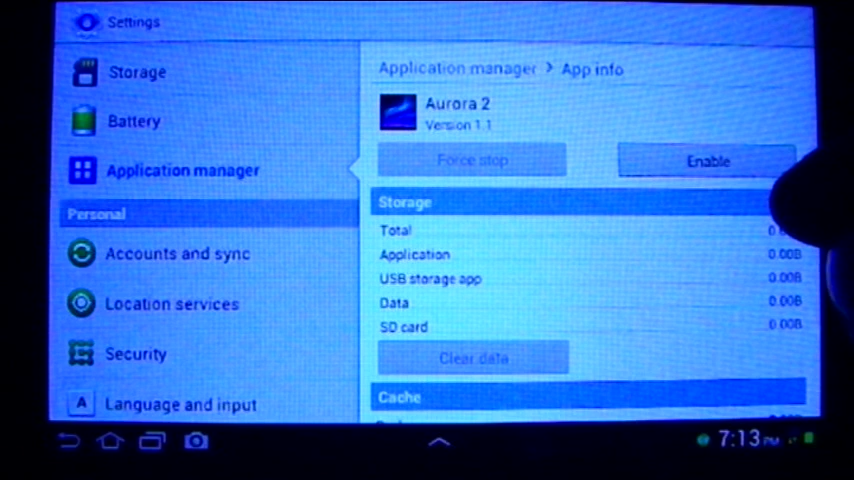 Settings
Storage
Battery
Application manager
Personal
Accounts and sync
Location services
Security
A Language and input
Application manager > App info
Aurora 2
Version 1.1
Force stop
Enable
Storage
Total
Application 0.00B
USB storage app 0.00B
Data 0.00B
SD card 0.00B
Clear data
Cache
7:13 PM